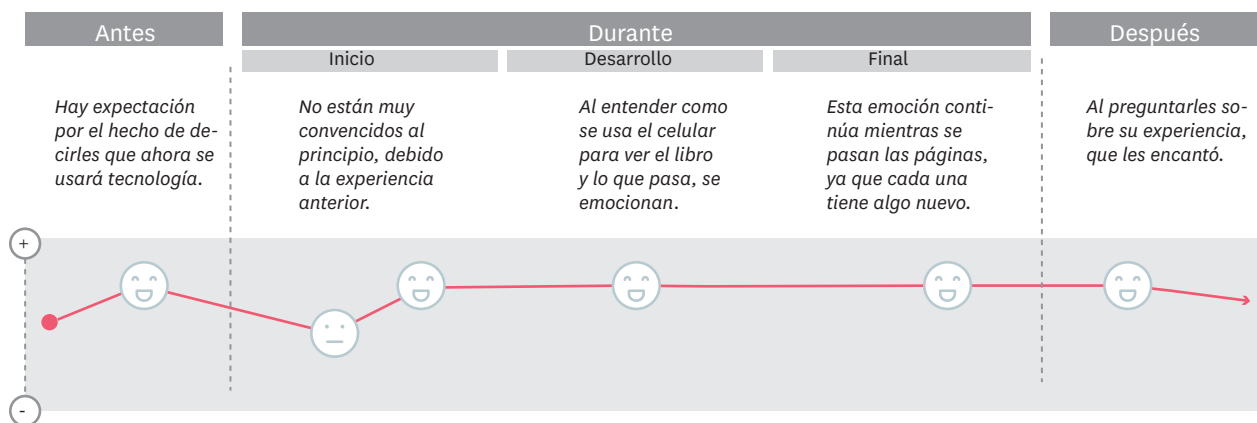 Antes
Durante
Después
Inicio
Desarrollo
Final
Hay expectación
por el hecho de de-
cirles que ahora se
usará tecnología.
No están muy
convencidos al
principio, debido
a la experiencia
anterior.
Al entender como
se usa el celular
para ver el libro
y lo que pasa, se
emocionan.
Esta emoción conti-
núa mientras se
pasan las páginas,
ya que cada una
tiene algo nuevo.
Al preguntarles so-
bre su experiencia,
que les encantó.
+
-